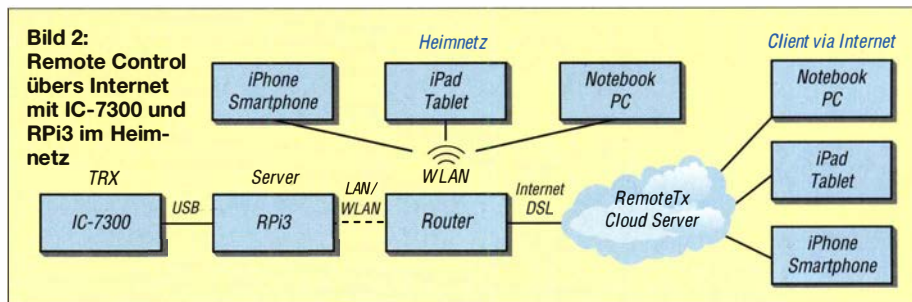 Bild 2:
Remote Control
übers Internet
mit IC-7300 und
RPi3 im Heim-
netz
Heimnetz
Client via Internet
iPhone
Smartphone
iPad
Tablet
Notebook
PC
Notebook
PC
TRX
Server
LAN/
WLAN
WLAN
Internet
DSL
RemoteTx
Cloud Server
iPad
Tablet
IC-7300
USB
RPi3
Router
iPhone
Smartphone